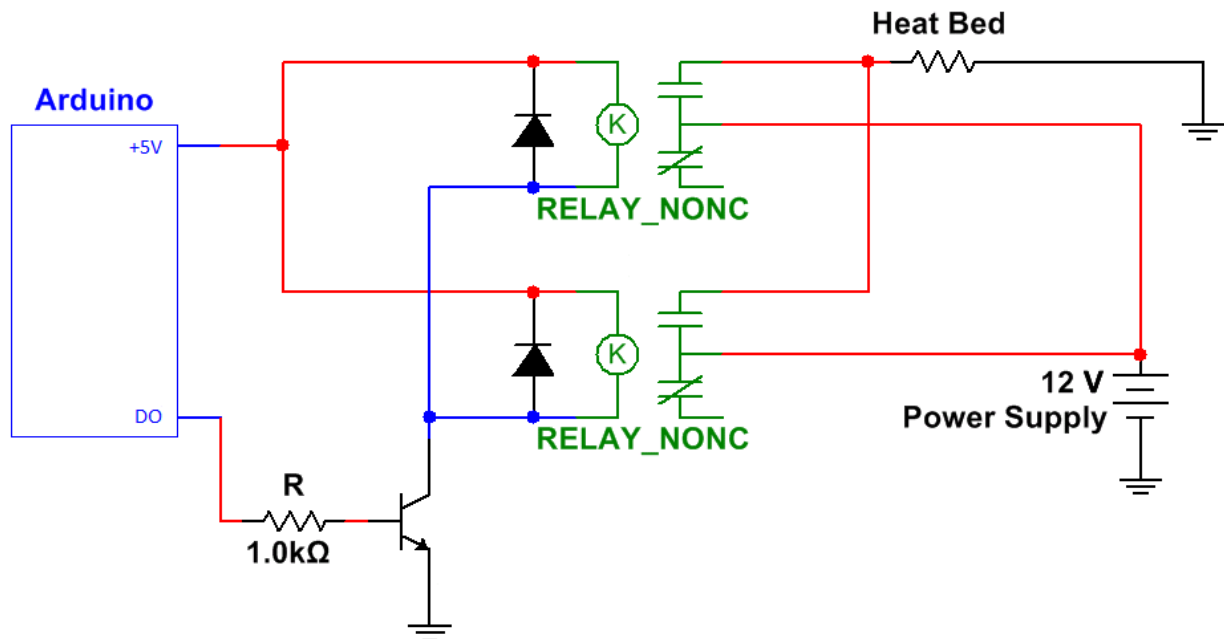 Heat Bed
Arduino
+5V
K
RELAY_NONC
K
12 V
Power Supply
DO
RELAY_NONC
R
1.0kΩ